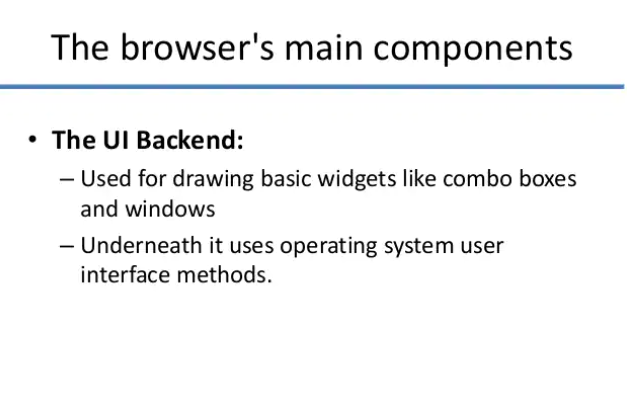 The browser's main components
• The UI Backend:
– Used for drawing basic widgets like combo boxes
and windows
– Underneath it uses operating system user
interface methods.